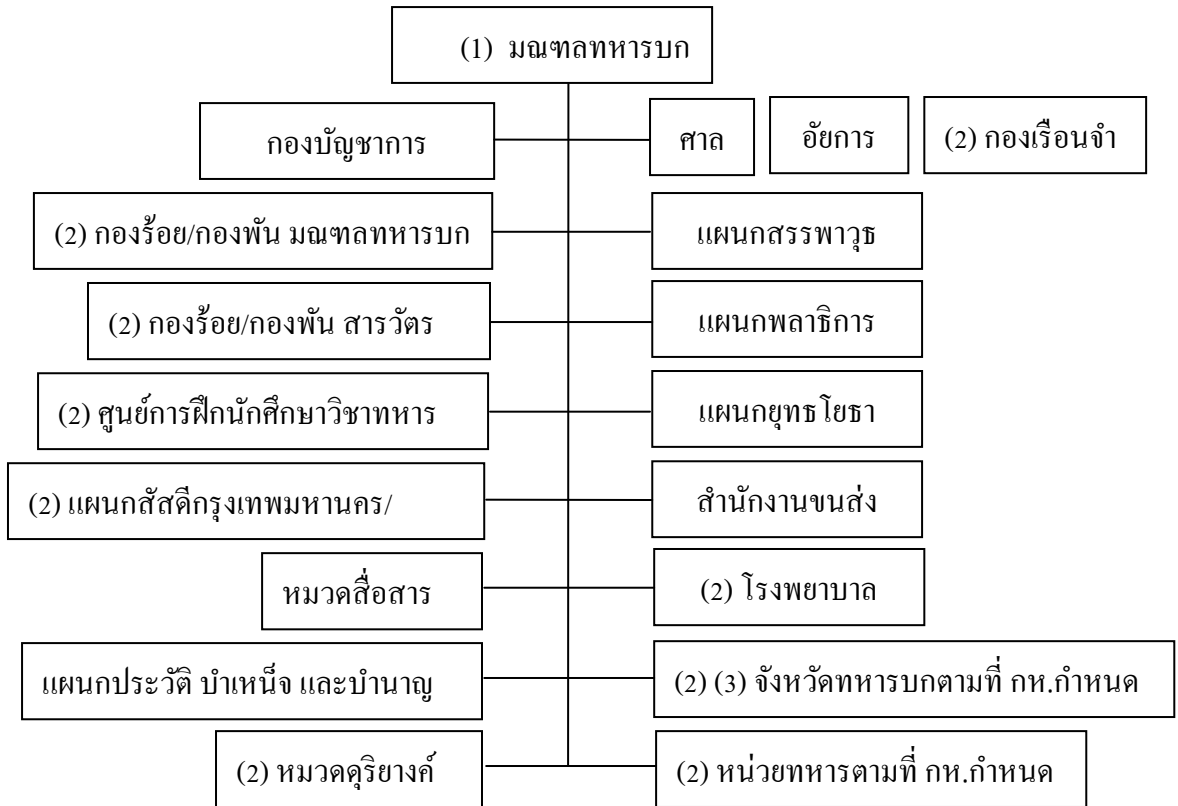 (1) มณฑลทหารบก
กองบัญชาการ
ศาล
อัยการ
(2) กองเรือนจำ
(2) กองร้อย/กองพัน มณฑลทหารบก
แผนกสรรพาวุธ
(2) กองร้อย/กองพัน สารวัตร
แผนกพลาธิการ
(2) ศูนย์การฝึกนักศึกษาวิชาทหาร
แผนกยุทธโยธา
(2) แผนกสัสดีกรุงเทพมหานคร/
สำนักงานขนส่ง
หมวดสื่อสาร
(2) โรงพยาบาล
แผนกประวัติ บำเหน็จ และบำนาญ
(2) (3) จังหวัดทหารบกตามที่ กห.กำหนด
(2) หมวดดุริยางค์
(2) หน่วยทหารตามที่ กห.กำหนด